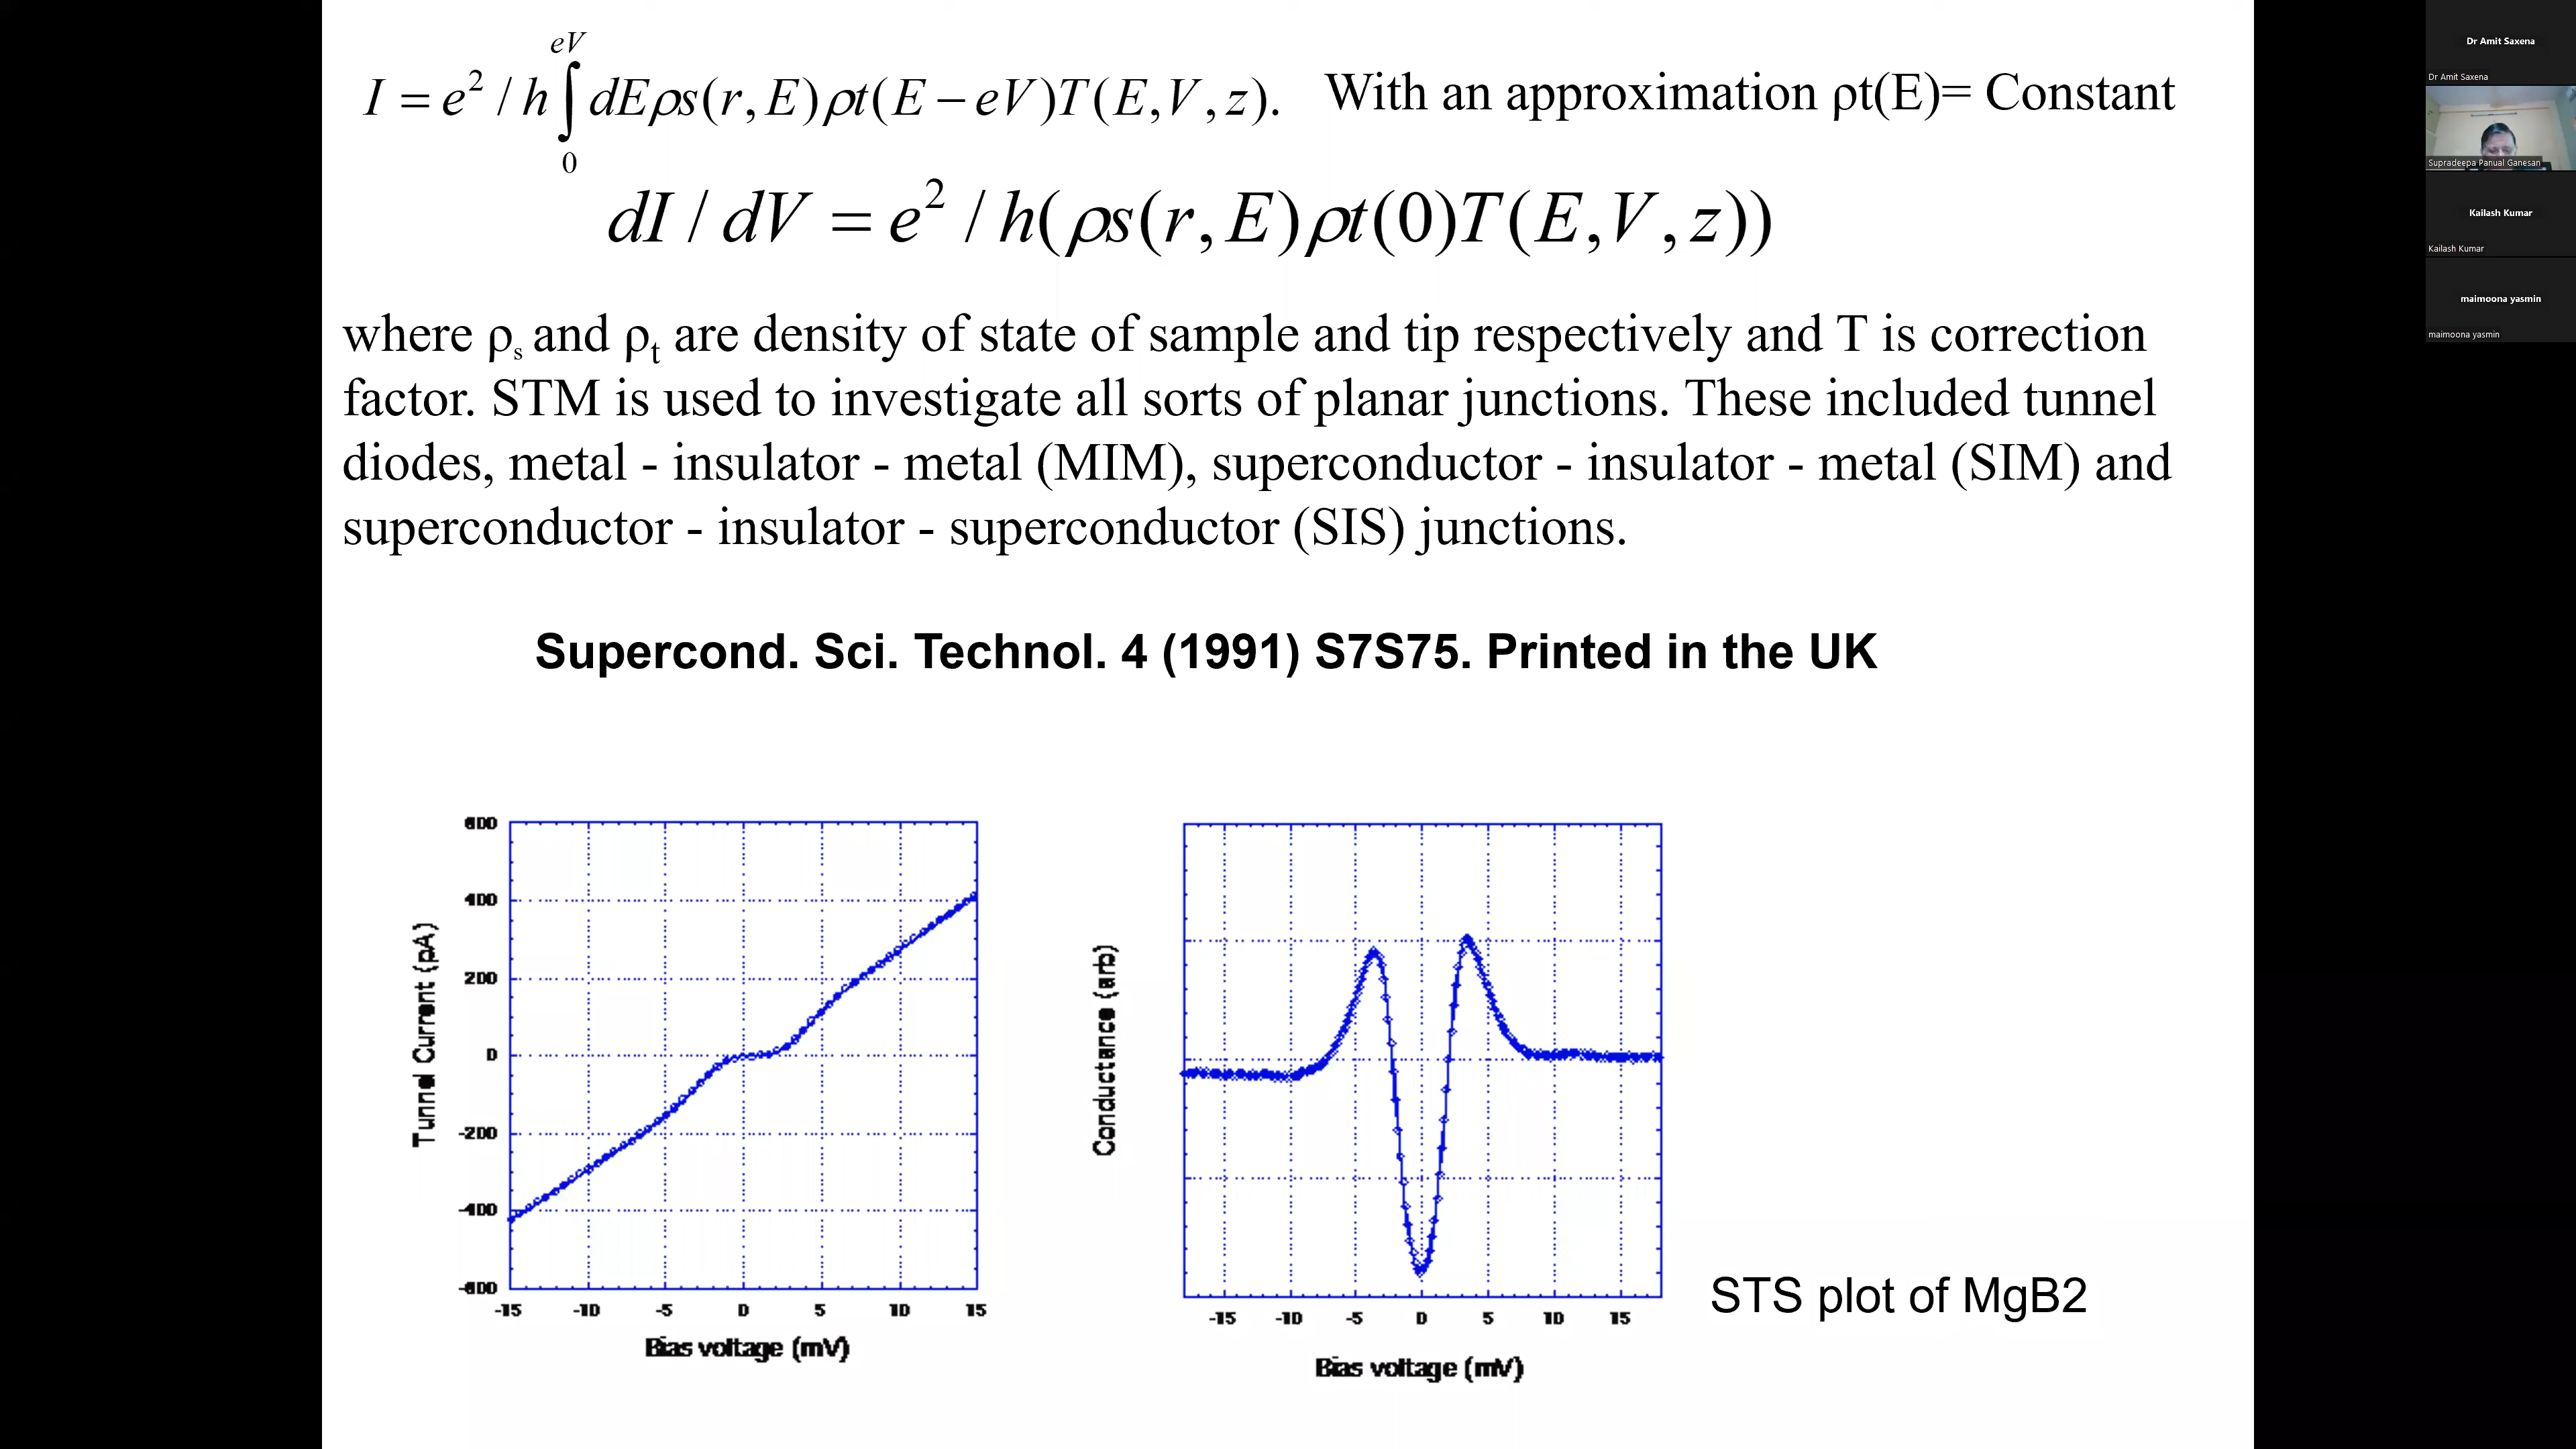 eV
I = e² / h ∫ dEρs(r, E)ρt(E − eV)T(E,V, z). With an approximation ρt(E)= Constant
0
dI / dV = e² / h(ρs(r, E)ρt(0)T(E,V, z))
where ρs and ρt are density of state of sample and tip respectively and T is correction
factor. STM is used to investigate all sorts of planar junctions. These included tunnel
diodes, metal - insulator - metal (MIM), superconductor - insulator - metal (SIM) and
superconductor - insulator - superconductor (SIS) junctions.
Supercond. Sci. Technol. 4 (1991) S7S75. Printed in the UK
600
400
200
0
-200
-400
-600
Tunnel Current (pA)
-15 -10 -5 0 5 10 15
Bias voltage (mV)
Conductance (arb)
-15 -10 -5 0 5 10 15
Bias voltage (mV)
STS plot of MgB2
Dr Amit Saxena
Dr Amit Saxena
Supradeepa Panual Ganesan
Kailash Kumar
Kailash Kumar
maimoona yasmin
maimoona yasmin